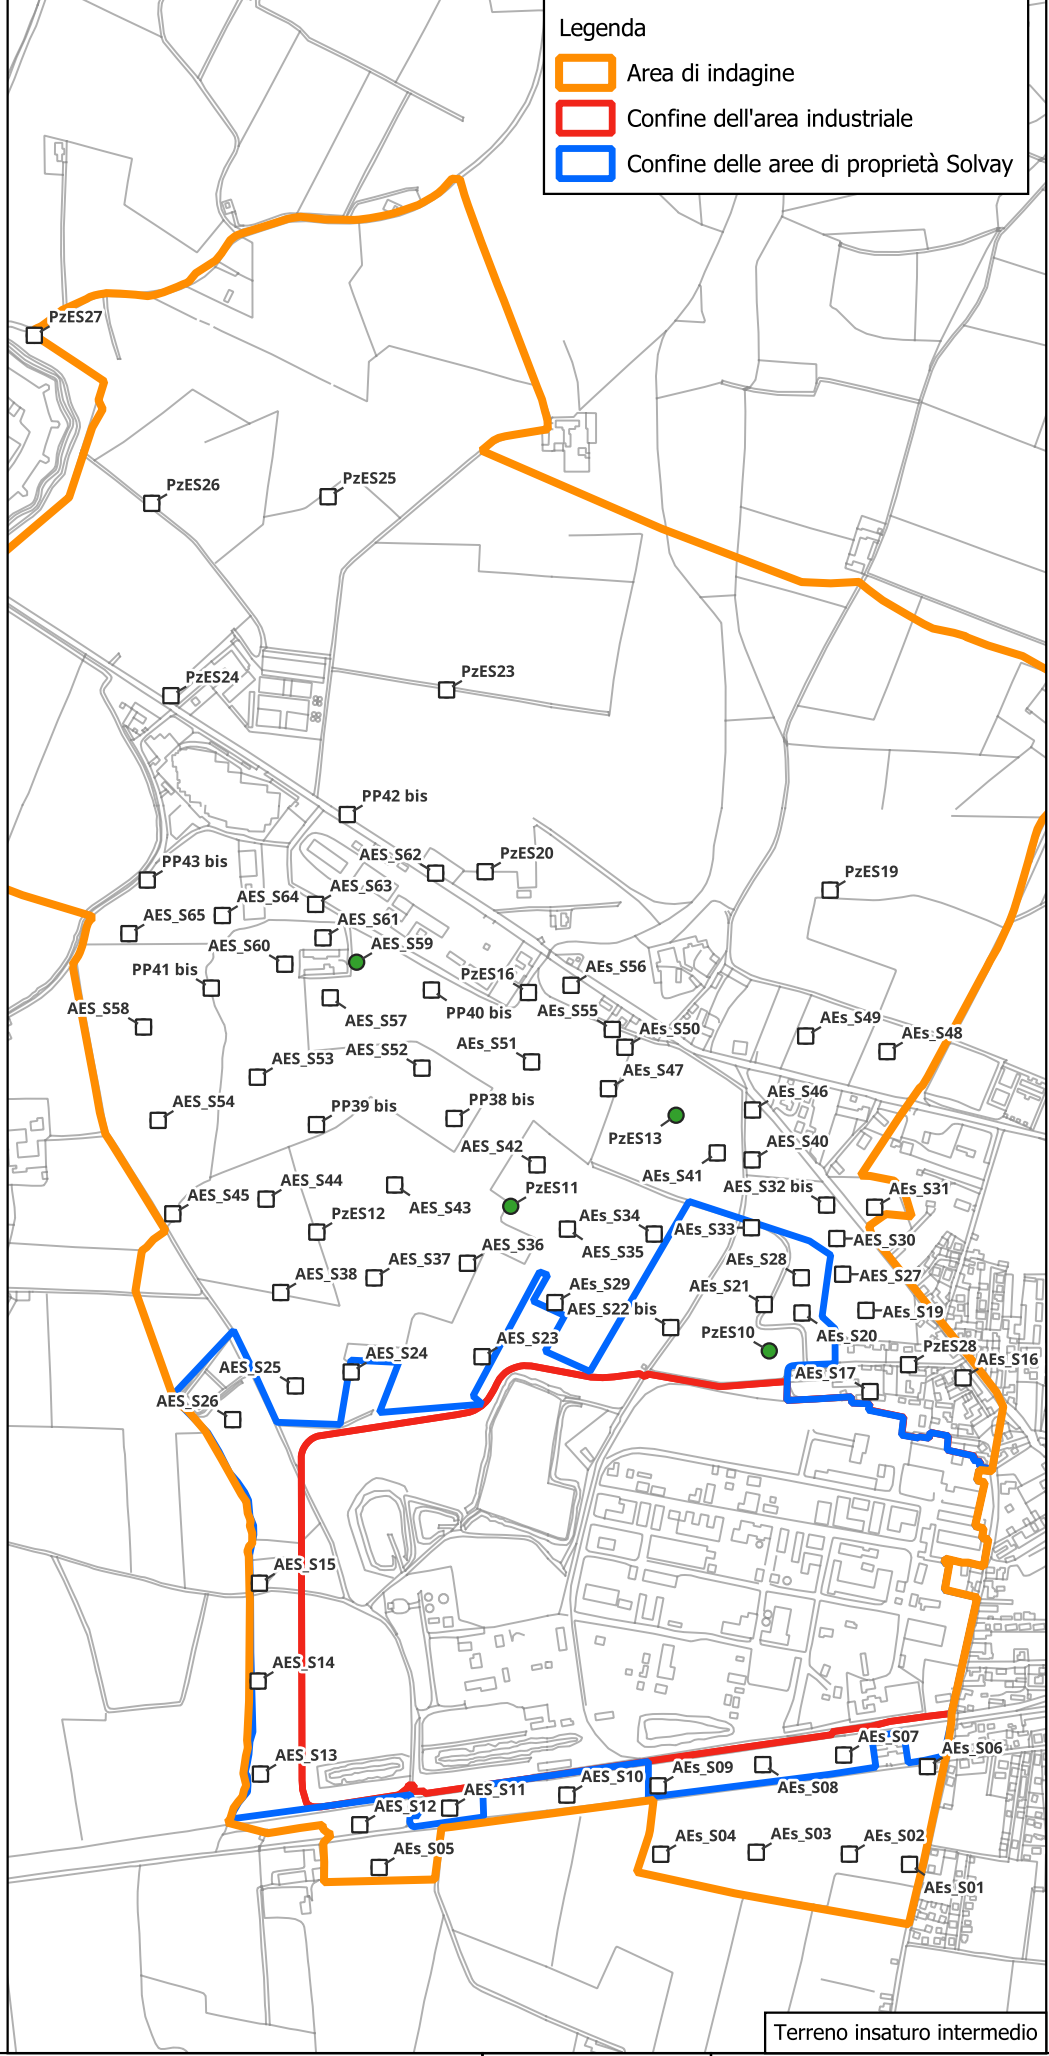 Legenda
Area di indagine
Confine dell'area industriale
Confine delle aree di proprietà Solvay
PzES27
PzES26
PzES25
PzES24
PzES23
PP42 bis
AES_S62
PzES20
PP43 bis
AES_S63
PzES19
AES_S64
AES_S65
AES_S61
AES_S60
AES_S59
PP41 bis
PzES16
AEs_S56
AES_S58
AES_S57
PP40 bis
AEs_S55
AEs_S50
AEs_S49
AEs_S48
AES_S53
AES_S52
AEs_S51
AEs_S47
AES_S54
PP39 bis
PP38 bis
PzES13
AEs_S46
AES_S42
AEs_S41
AEs_S40
AES_S45
AES_S44
AES_S43
PzES11
AEs_S32 bis
AEs_S31
PzES12
AEs_S34
AEs_S35
AEs_S33
AEs_S30
AES_S38
AES_S37
AES_S36
AEs_S28
AEs_S27
AEs_S29
AEs_S21
AEs_S22 bis
AEs_S19
AEs_S20
AEs_S23
PzES10
AES_S25
AES_S24
PzES28
AEs_S16
AEs_S17
AES_S26
AES_S15
AES_S14
AES_S13
AEs_S07
AEs_S06
AES_S12
AES_S11
AEs_S10
AEs_S09
AEs_S08
AEs_S05
AEs_S04
AEs_S03
AEs_S02
AEs_S01
Terreno insaturo intermedio